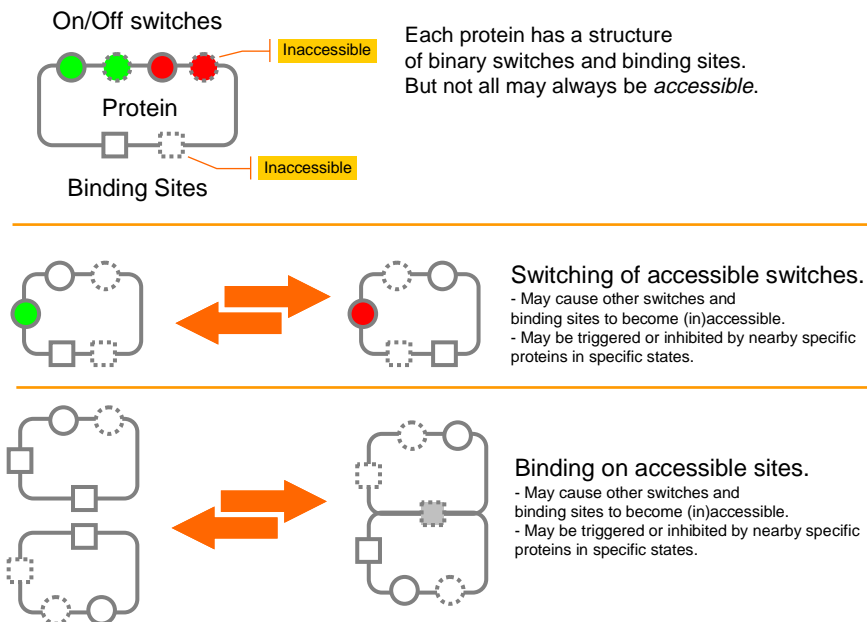 On/Off switches
Inaccessible
Each protein has a structure
of binary switches and binding sites.
But not all may always be accessible.
Protein
Inaccessible
Binding Sites
Switching of accessible switches.
- May cause other switches and
binding sites to become (in)accessible.
- May be triggered or inhibited by nearby specific
proteins in specific states.
Binding on accessible sites.
- May cause other switches and
binding sites to become (in)accessible.
- May be triggered or inhibited by nearby specific
proteins in specific states.